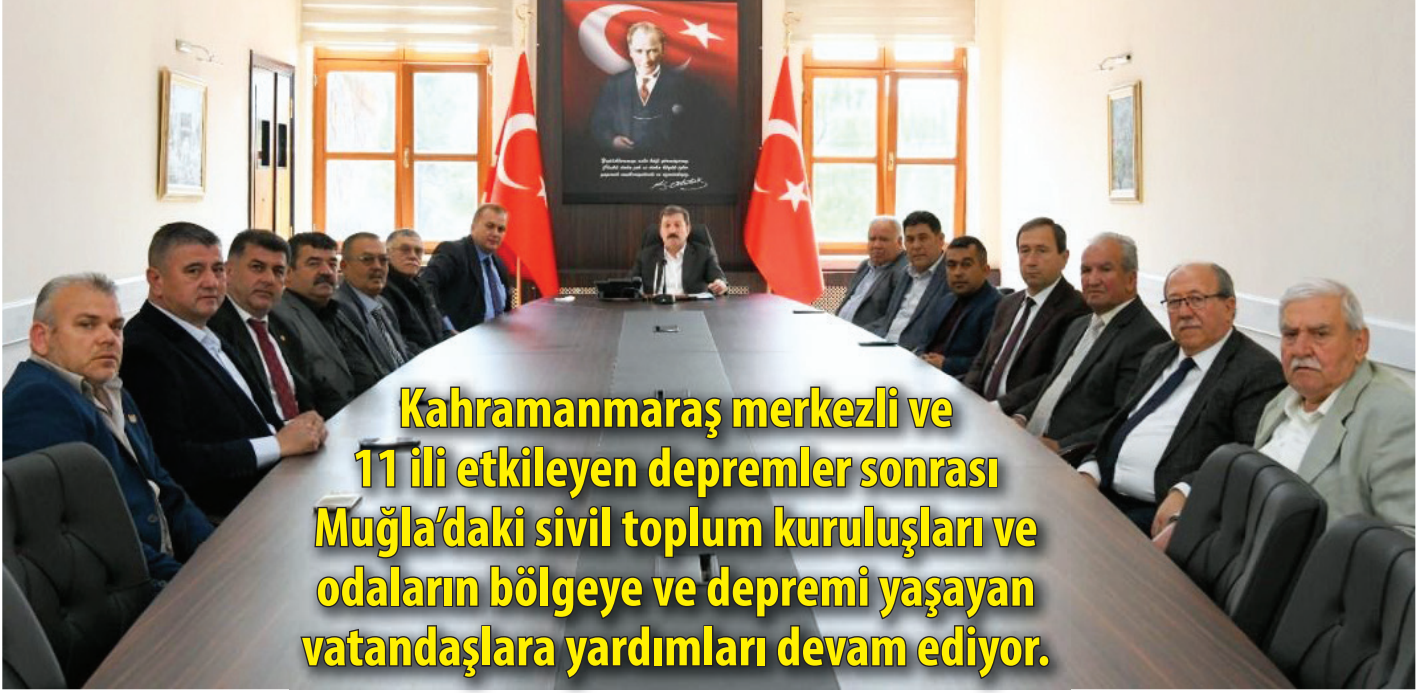 Kahramanmaraş merkezli ve
11 ili etkileyen depremler sonrası
Muğla’daki sivil toplum kuruluşları ve
odaların bölgeye ve depremi yaşayan
vatandaşlara yardımları devam ediyor.